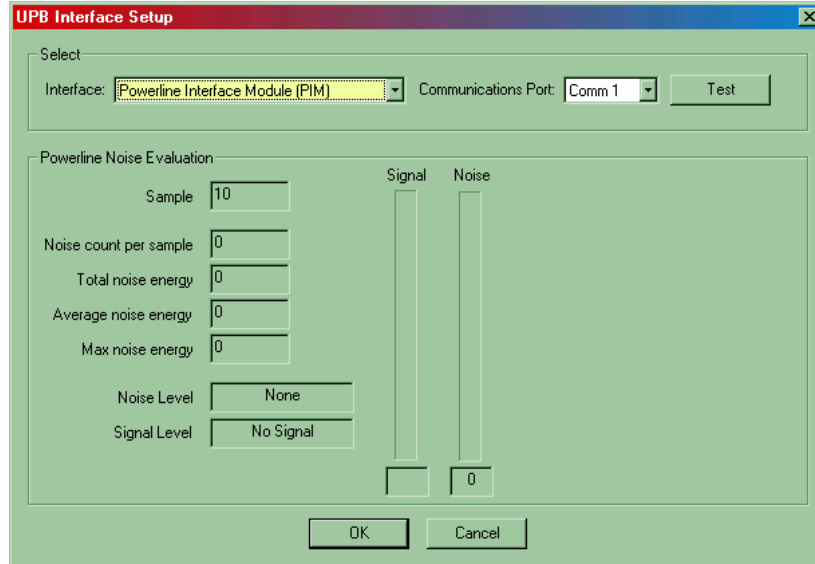 UPB Interface Setup
Select
Interface: Powerline Interface Module (PIM) Communications Port: Comm 1 Test
Powerline Noise Evaluation
Signal Noise
Sample 10
Noise count per sample 0
Total noise energy 0
Average noise energy 0
Max noise energy 0
Noise Level None
Signal Level No Signal
0
OK Cancel